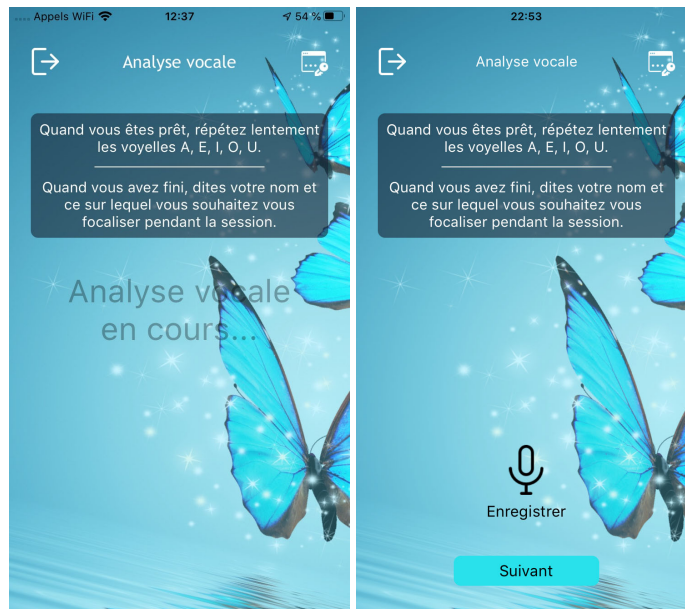 Appels WiFi 12:37 54 %
Analyse vocale
Quand vous êtes prêt, répétez lentement
les voyelles A, E, I, O, U.
Quand vous avez fini, dites votre nom et
ce sur lequel vous souhaitez vous
focaliser pendant la session.
Analyse vocale
en cours...
22:53
Analyse vocale
Quand vous êtes prêt, répétez lentement
les voyelles A, E, I, O, U.
Quand vous avez fini, dites votre nom et
ce sur lequel vous souhaitez vous
focaliser pendant la session.
Enregistrer
Suivant